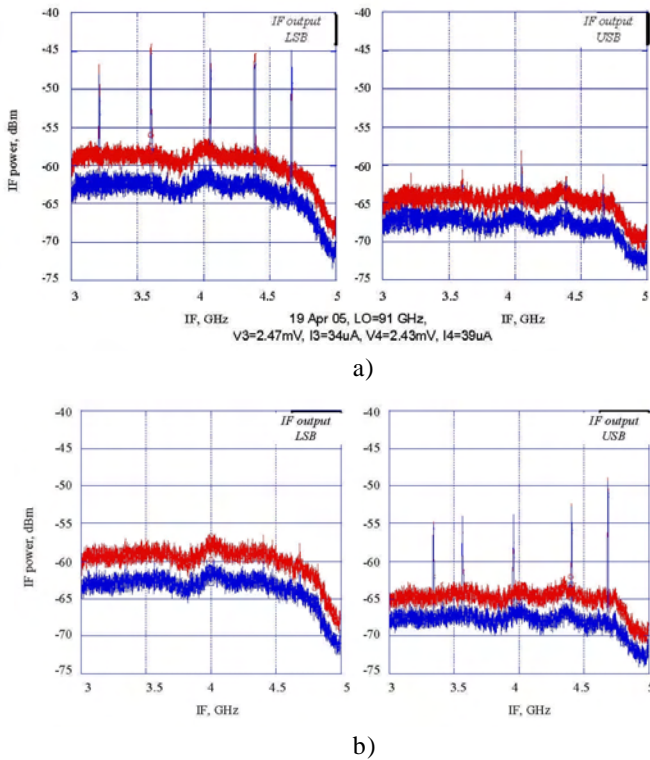 IF output
LSB
IF output
USB
-40
-45
-50
-55
-60
-65
-70
-75
IF power, dBm
3
3.5
4
4.5
5
IF, GHz
-40
-45
-50
-55
-60
-65
-70
-75
3
3.5
4
4.5
5
IF, GHz
19 Apr 05, LO=91 GHz,
V3=2.47mV, I3=34uA, V4=2.43mV, I4=39uA
a)
IF output
LSB
IF output
USB
-40
-45
-50
-55
-60
-65
-70
-75
IF power, dBm
3
3.5
4
4.5
5
IF, GHz
-40
-45
-50
-55
-60
-65
-70
-75
3
3.5
4
4.5
5
IF, GHz
b)